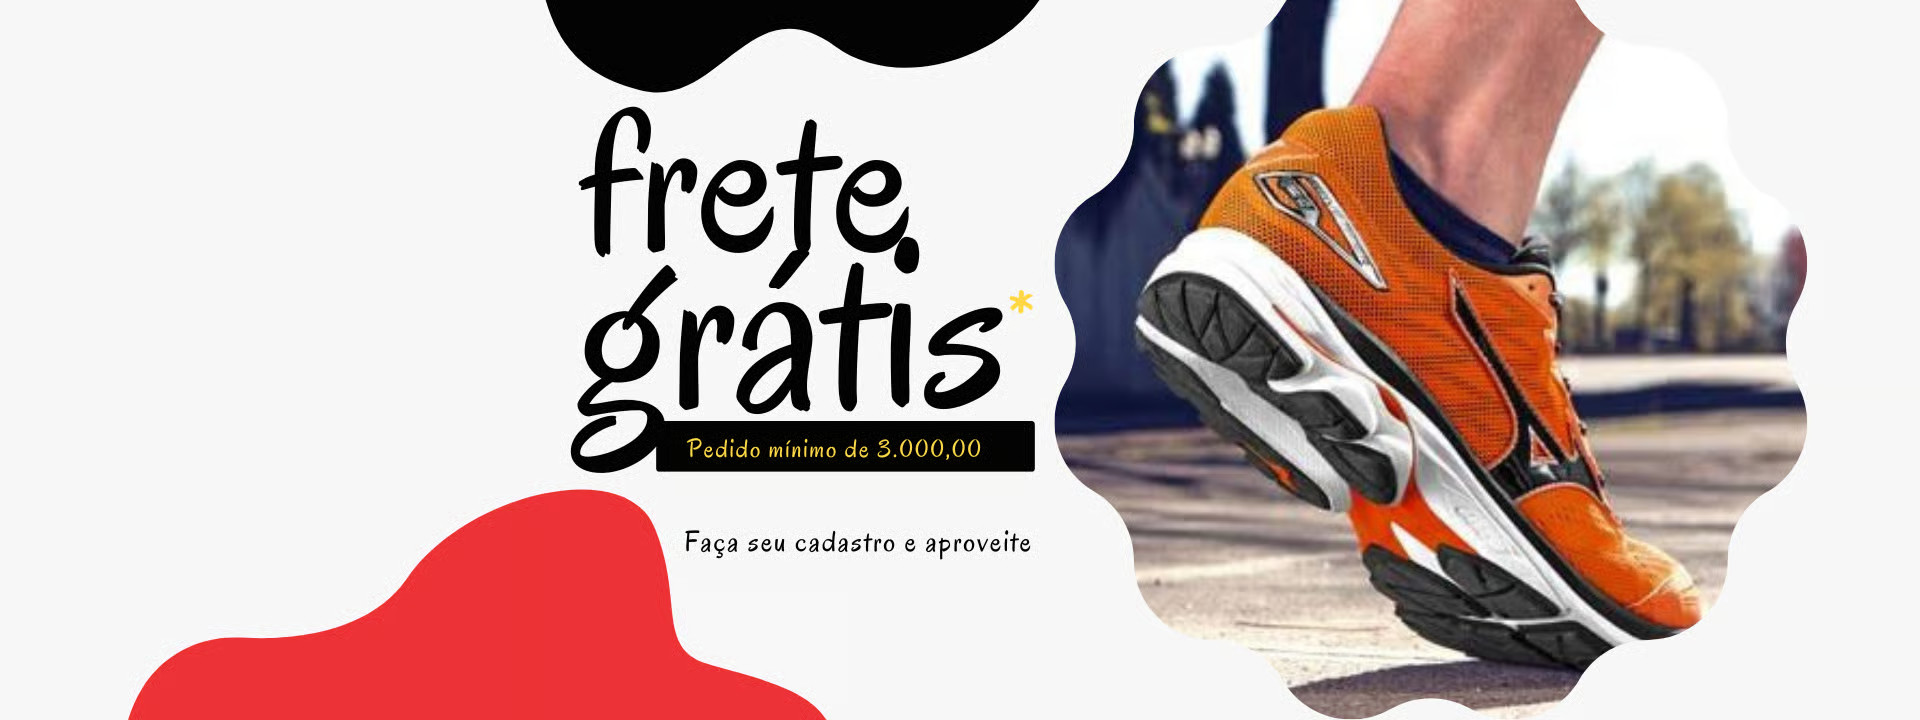 frete
grátis*
Pedido mínimo de 3.000,00
Faça seu cadastro e aproveite